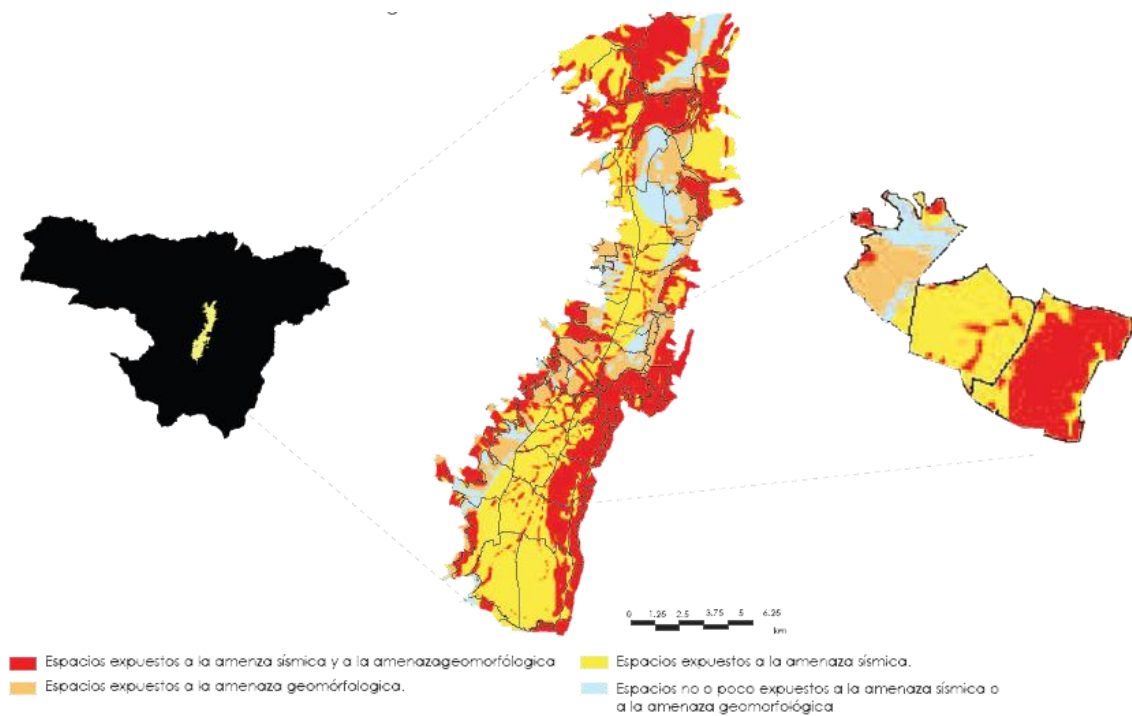 0 1.25 2.5 3.75 5 6.25
km
Espacios expuestos a la amenza sísmica y a la amenazageomorfólogica
Espacios expuestos a la amenaza geomórfologica.
Espacios expuestos a la amenaza sísmica.
Espacios no o poco expuestos a la amenaza sísmica o
a la amenaza geomorfológica